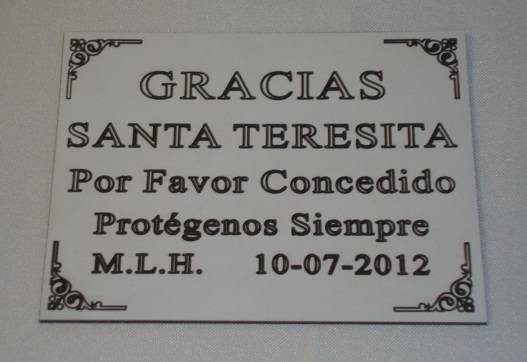 GRACIAS
SANTA TERESITA
Por Favor Concedido
Protégenos Siempre
M.L.H. 10-07-2012